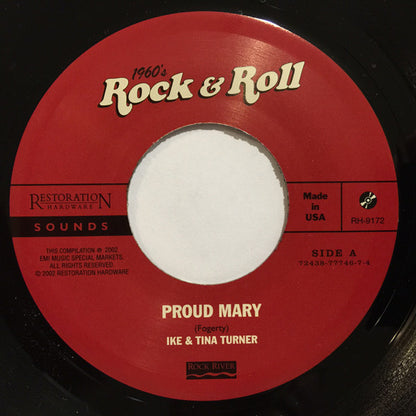 1960's
Rock & Roll
RESTORATION
HARDWARE
SOUNDS
THIS COMPILATION ℗ 2002
EMI MUSIC SPECIAL MARKETS.
ALL RIGHTS RESERVED.
© 2002 RESTORATION HARDWARE
Made
in
USA
RH-9172
SIDE A
72438-77746-7-4
PROUD MARY
(Fogerty)
IKE & TINA TURNER
ROCK RIVER